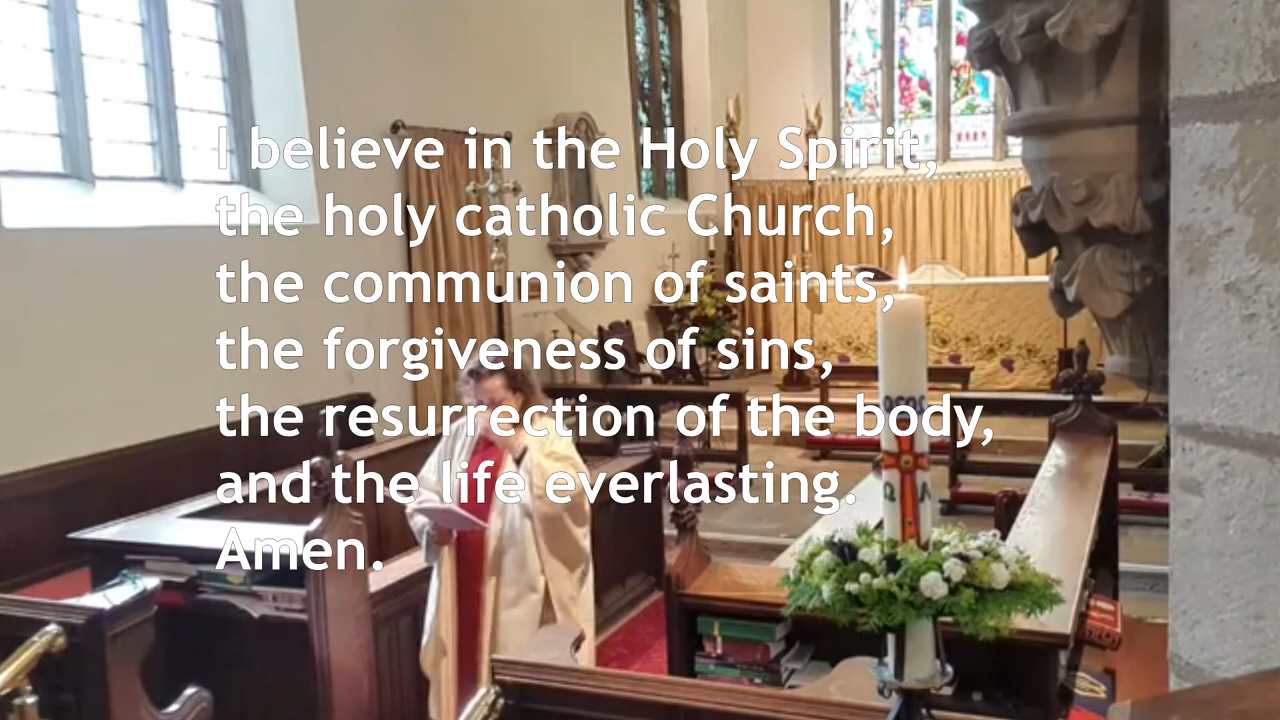 I believe in the Holy Spirit,
the holy catholic Church,
the communion of saints,
the forgiveness of sins,
the resurrection of the body,
and the life everlasting.
Amen.